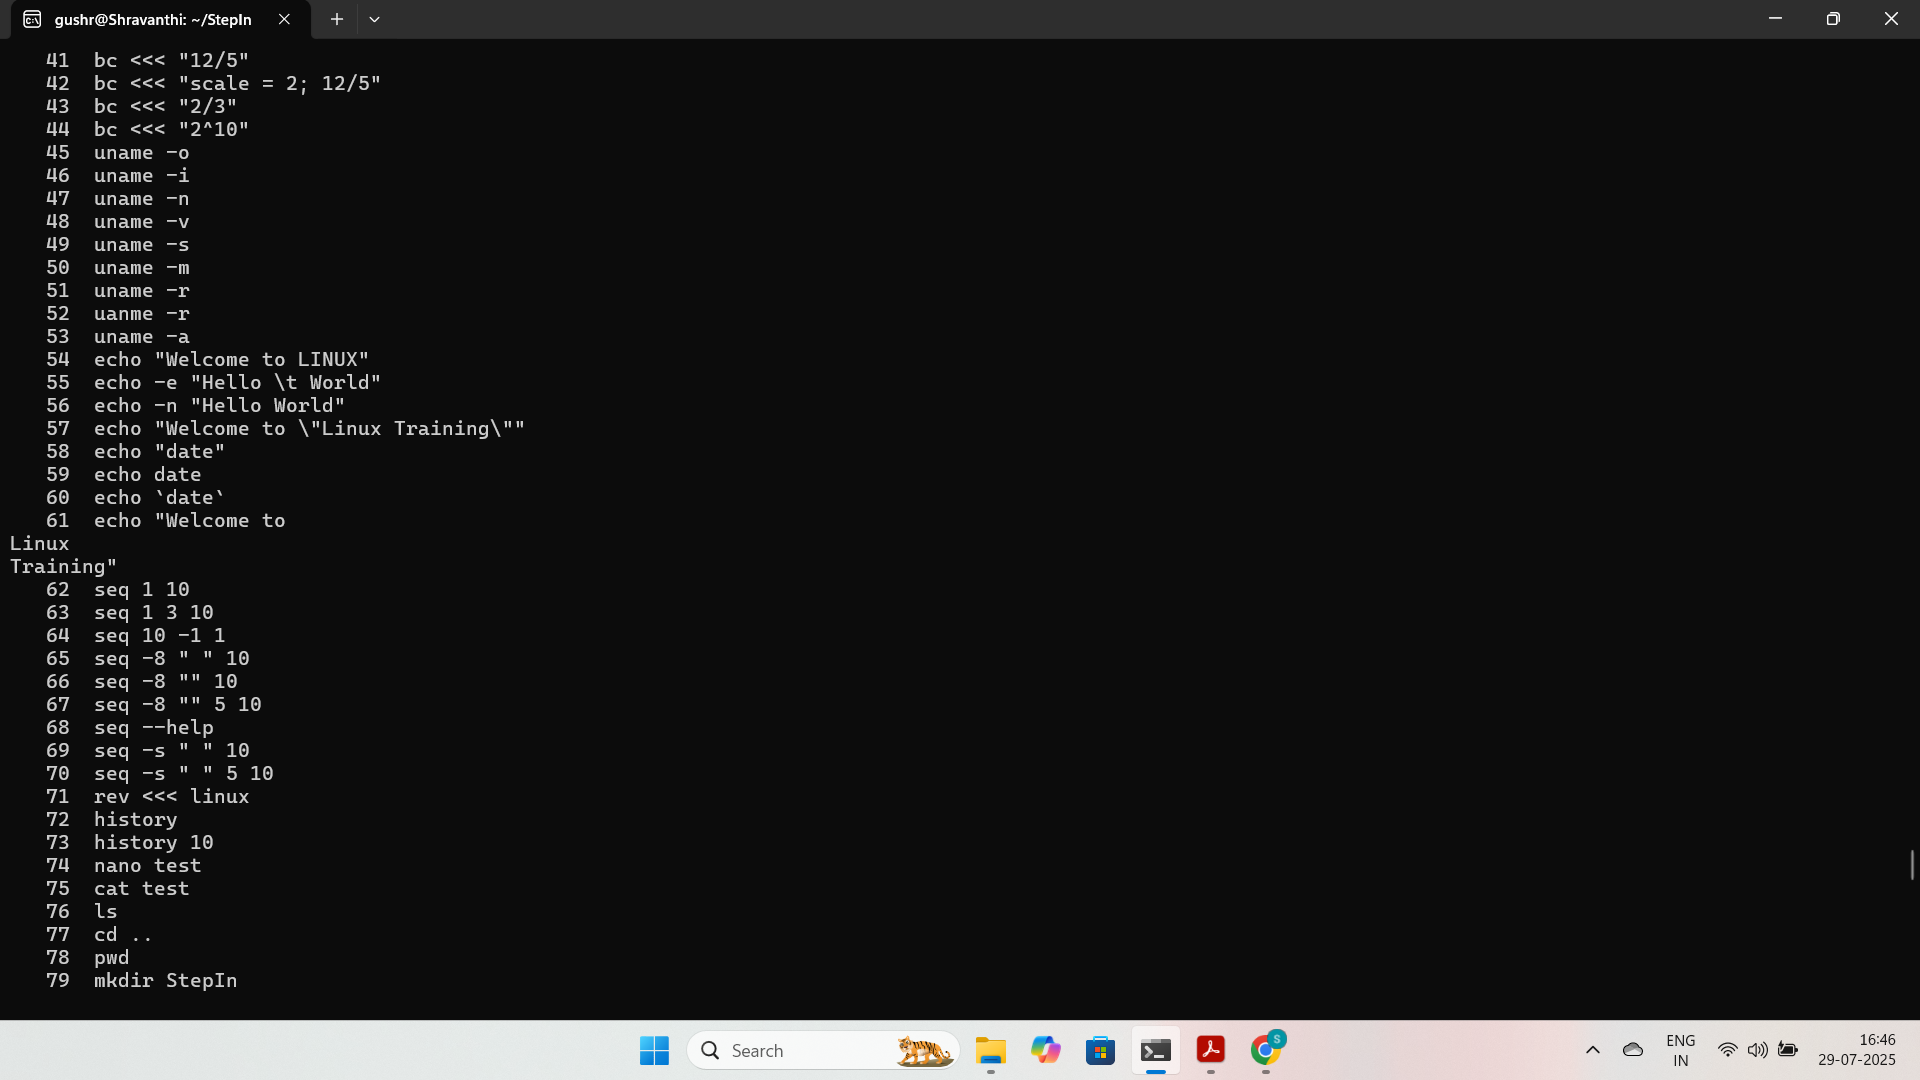 gushr@Shravanthi: ~/StepIn
41 bc <<< "12/5"
42 bc <<< "scale = 2; 12/5"
43 bc <<< "2/3"
44 bc <<< "2^10"
45 uname -o
46 uname -i
47 uname -n
48 uname -v
49 uname -s
50 uname -m
51 uname -r
52 uanme -r
53 uname -a
54 echo "Welcome to LINUX"
55 echo -e "Hello \t World"
56 echo -n "Hello World"
57 echo "Welcome to \"Linux Training\""
58 echo "date"
59 echo date
60 echo `date`
61 echo "Welcome to
Linux
Training"
62 seq 1 10
63 seq 1 3 10
64 seq 10 -1 1
65 seq -8 " " 10
66 seq -8 "" 10
67 seq -8 "" 5 10
68 seq --help
69 seq -s " " 10
70 seq -s " " 5 10
71 rev <<< linux
72 history
73 history 10
74 nano test
75 cat test
76 ls
77 cd ..
78 pwd
79 mkdir StepIn
Search
S
ENG
IN
16:46
29-07-2025